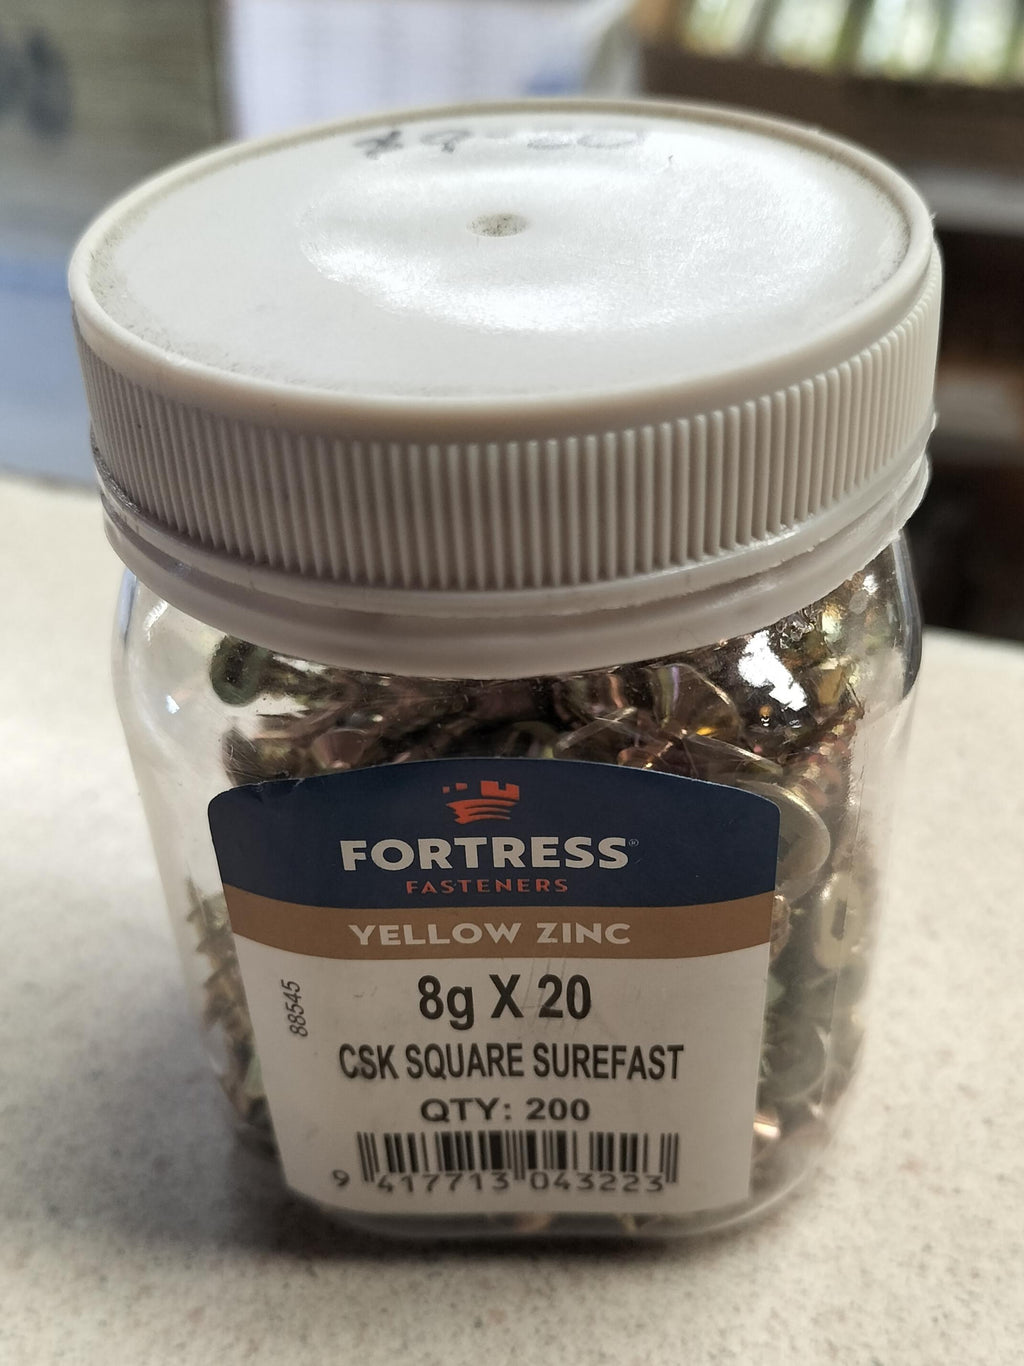 FORTRESS®
FASTENERS
YELLOW ZINC
8g X 20
88545
CSK SQUARE SUREFAST
QTY: 200
9 417713 043223